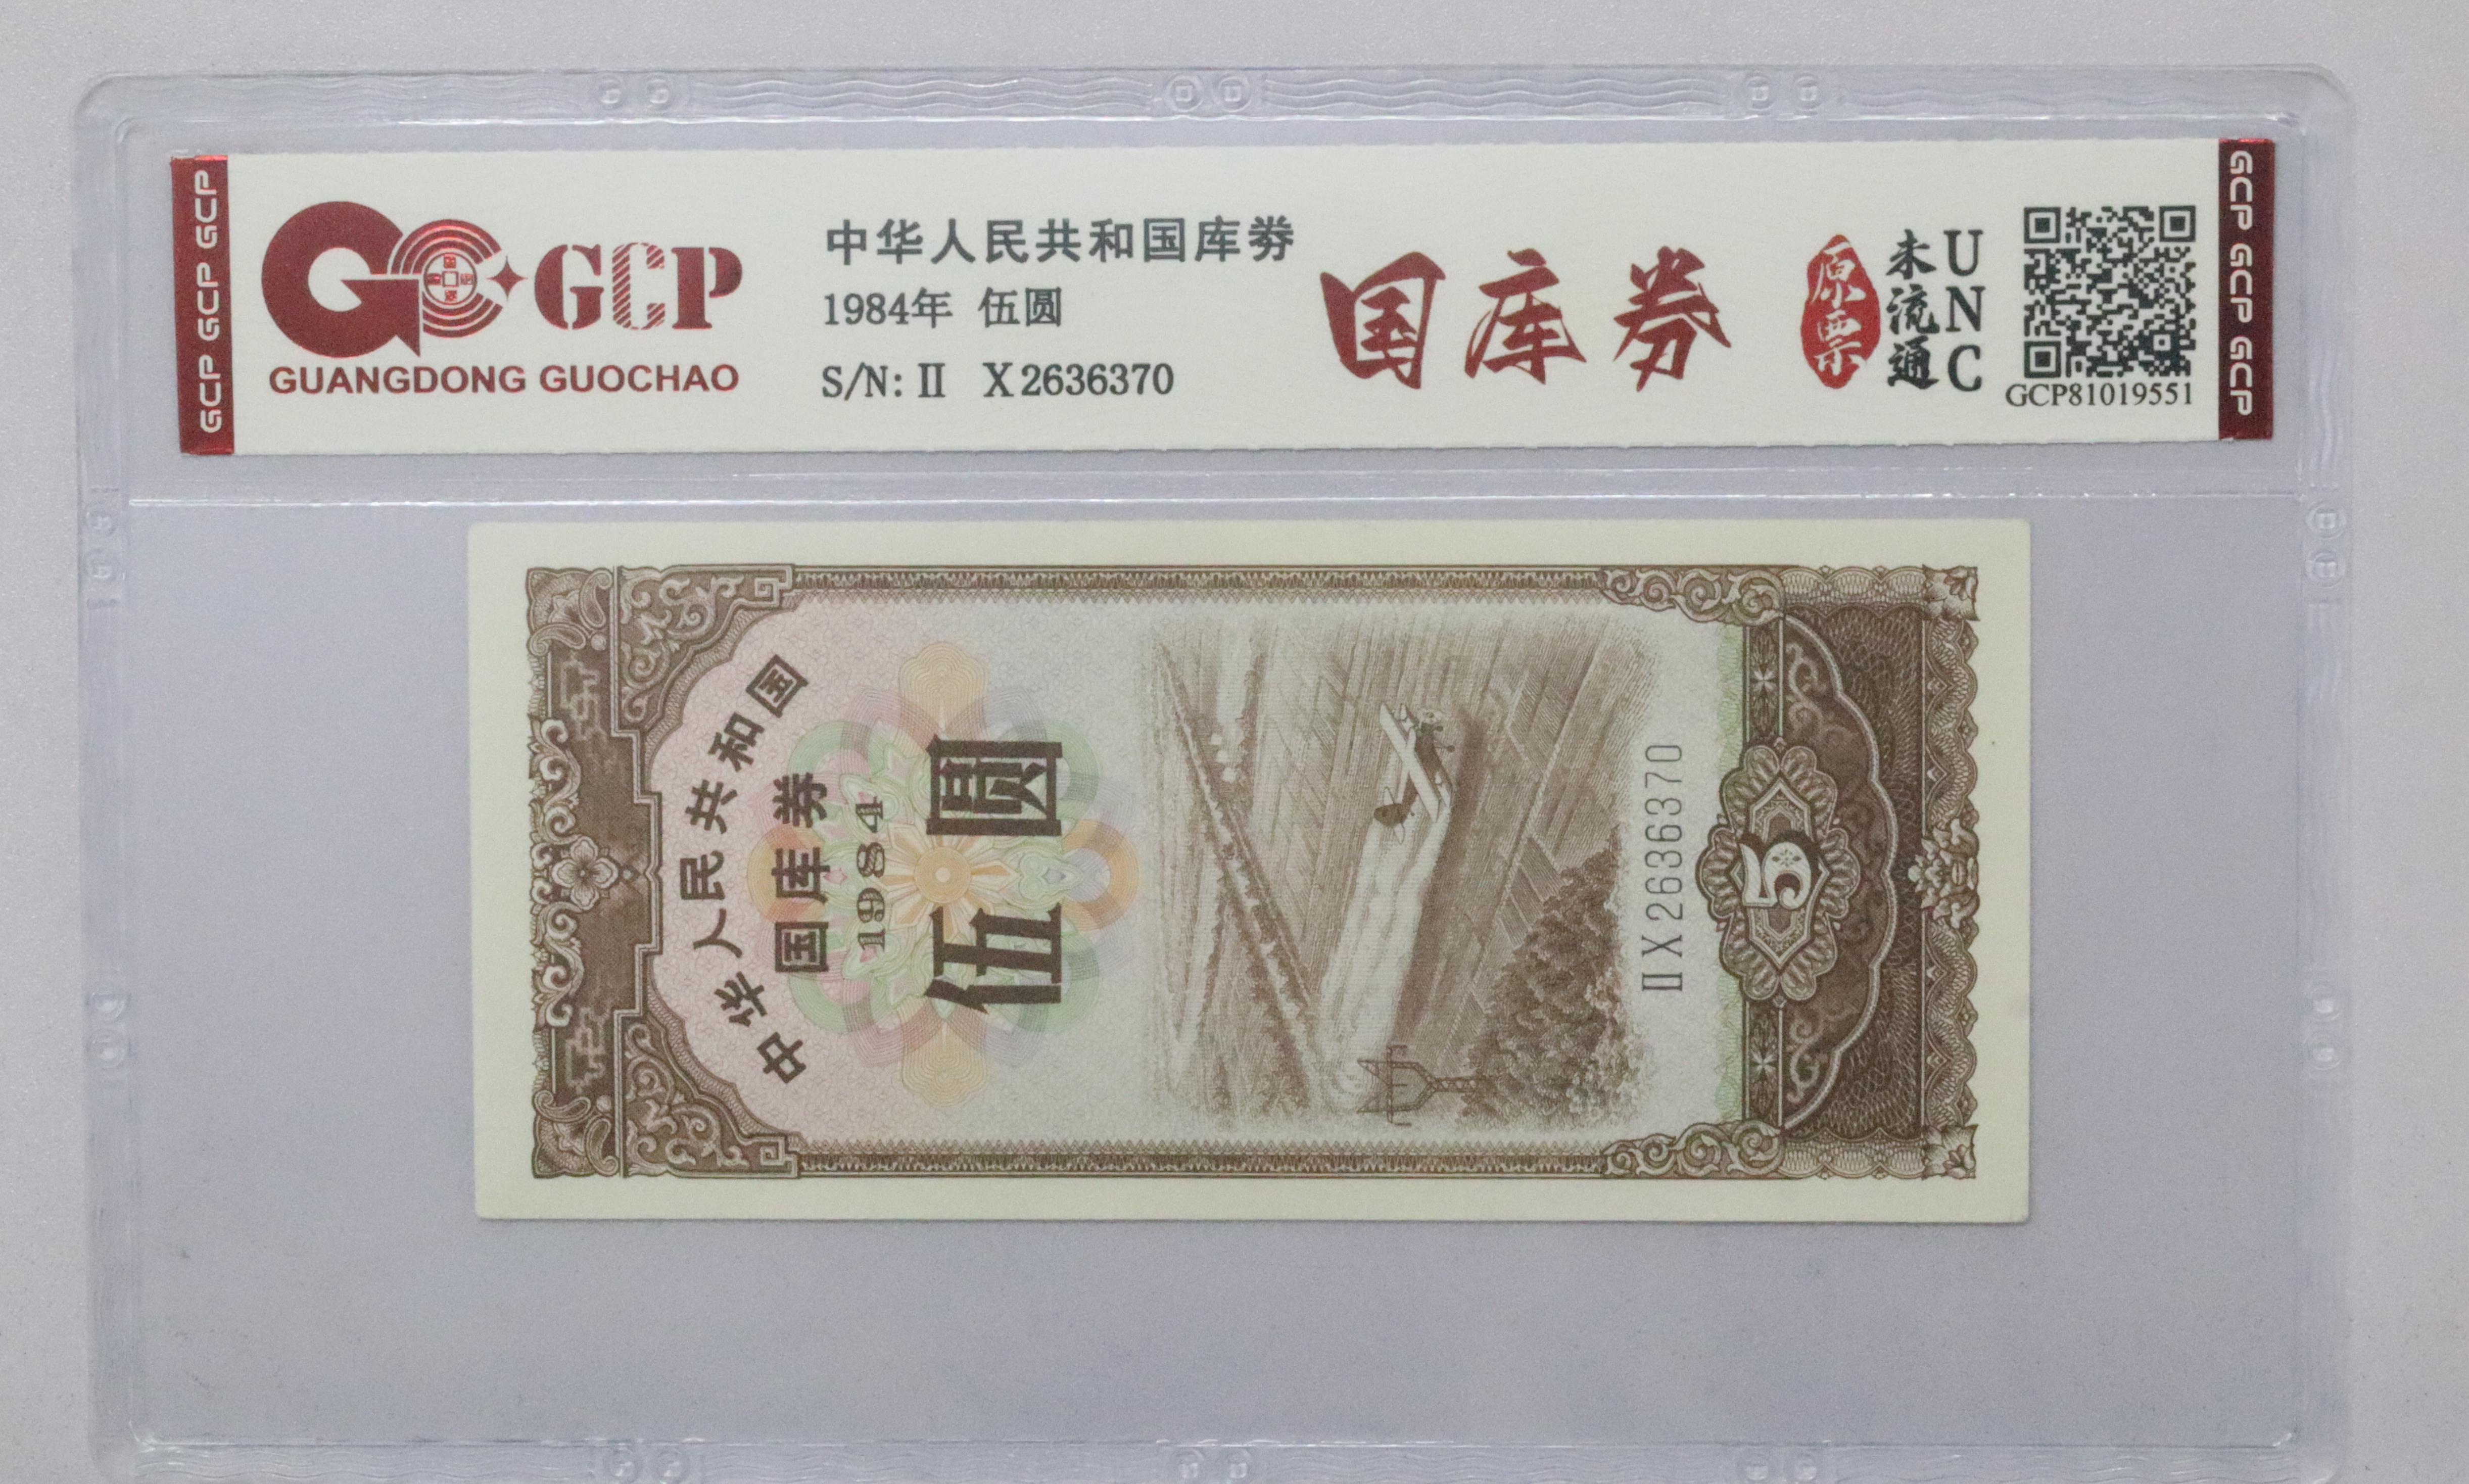 GCP GCP GCP
GCP
GUANGDONG GUOCHAO
中华人民共和国库券
1984年 伍圆
S/N: II X2636370
国库券
原票
未流通
UNC
GCP81019551
GCP GCP GCP
中华人民共和国
国库券
1984
伍圆
II X 2636370
5